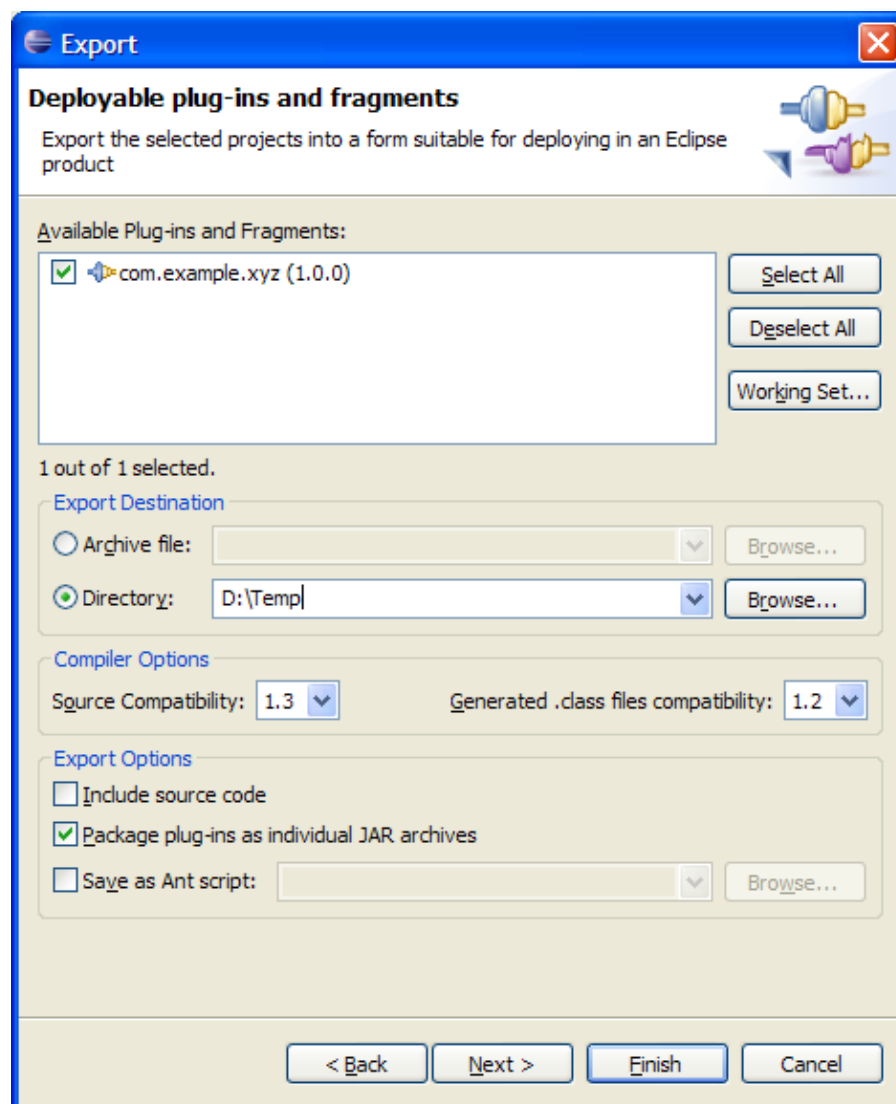 Export
Deployable plug-ins and fragments
Export the selected projects into a form suitable for deploying in an Eclipse
product
Available Plug-ins and Fragments:
com.example.xyz (1.0.0)
Select All
Deselect All
Working Set...
1 out of 1 selected.
Export Destination
Archive file:
Browse...
Directory:
D:\Temp
Browse...
Compiler Options
Source Compatibility: 1.3 Generated .class files compatibility: 1.2
Export Options
Include source code
Package plug-ins as individual JAR archives
Save as Ant script:
Browse...
< Back Next > Finish Cancel